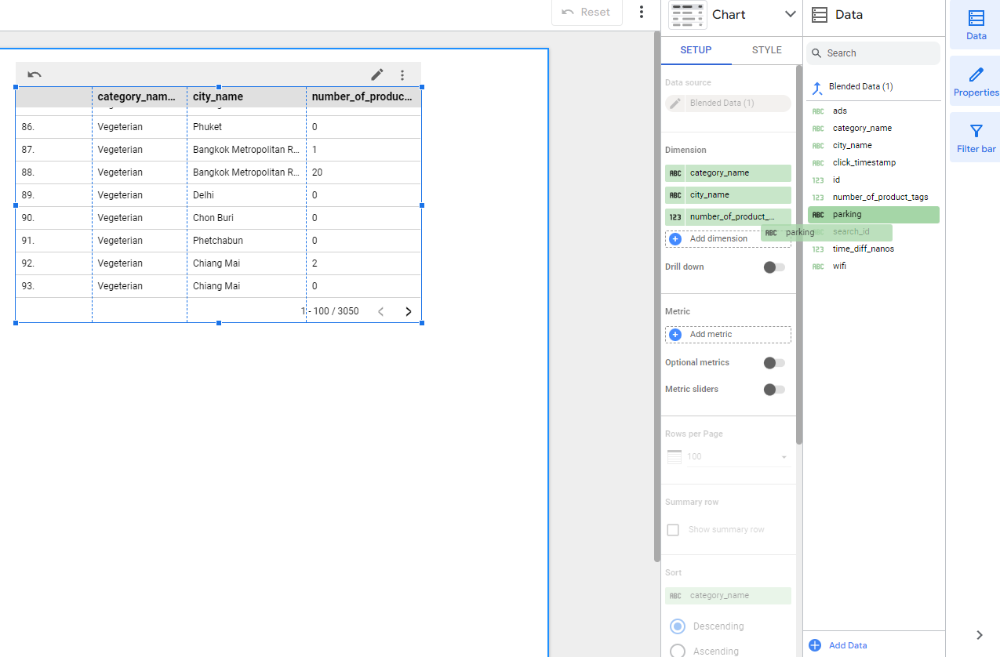 Reset
Chart
SETUP
STYLE
Data source
Blended Data (1)
Dimension
ABC category_name
ABC city_name
123 number_of_product_...
Add dimension
Drill down
Metric
Add metric
Optional metrics
Metric sliders
Rows per Page
100
Summary row
Show summary row
Sort
ABC category_name
Descending
Ascending
Data
Search
Blended Data (1)
ABC ads
ABC category_name
ABC city_name
ABC click_timestamp
123 id
123 number_of_product_tags
ABC parking
ABC parking
search_id
123 time_diff_nanos
ABC wifi
Add Data
Data
Properties
Filter bar
category_nam... city_name number_of_produc...
86. Vegeterian Phuket 0
87. Vegeterian Bangkok Metropolitan R... 1
88. Vegeterian Bangkok Metropolitan R... 20
89. Vegeterian Delhi 0
90. Vegeterian Chon Buri 0
91. Vegeterian Phetchabun 0
92. Vegeterian Chiang Mai 2
93. Vegeterian Chiang Mai 0
1 - 100 / 3050